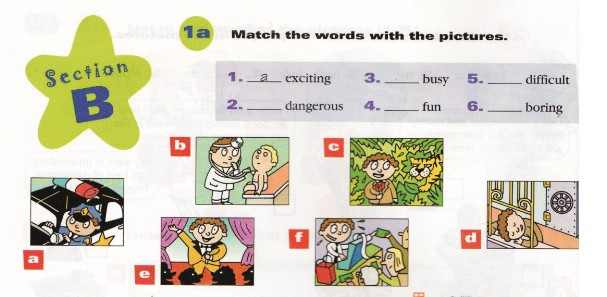 Section
B
1a Match the words with the pictures.
1. a exciting 3. ____ busy 5. ____ difficult
2. ____ dangerous 4. ____ fun 6. ____ boring
b
c
a
e
f
d